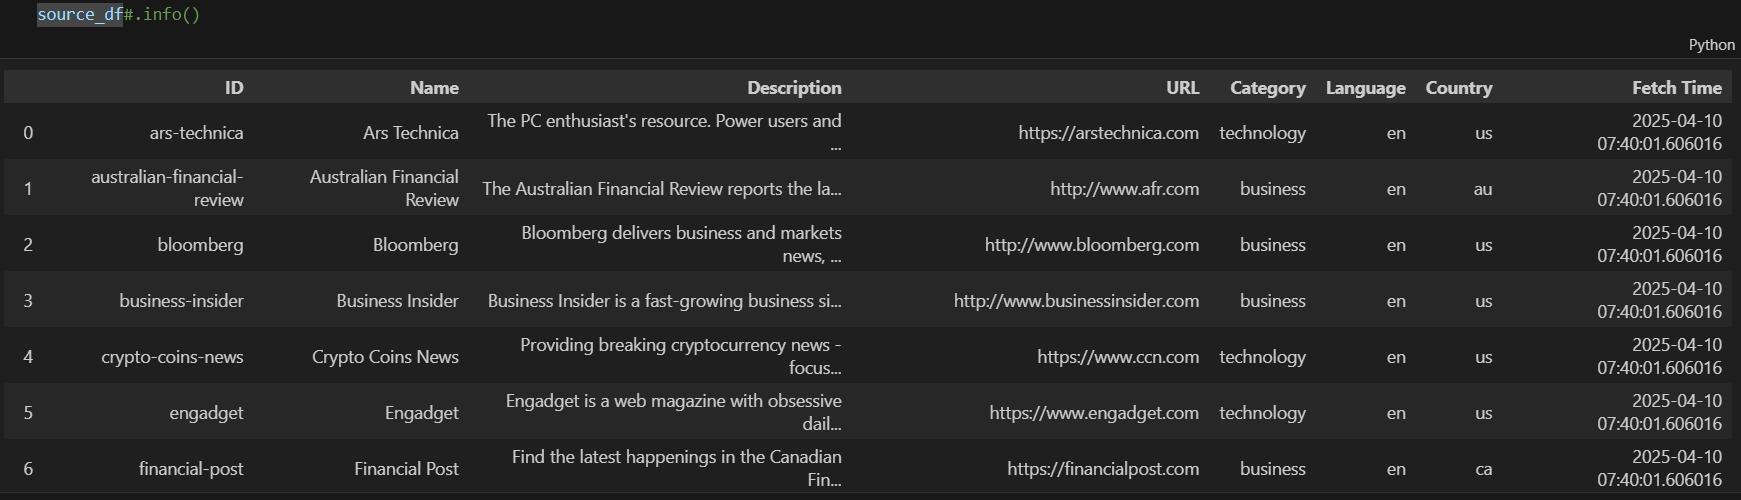 source_df#.info()
Python
ID Name Description URL Category Language Country Fetch Time
0 ars-technica Ars Technica The PC enthusiast's resource. Power users and ... https://arstechnica.com technology en us 2025-04-10 07:40:01.606016
1 australian-financial-review Australian Financial Review The Australian Financial Review reports the la... http://www.afr.com business en au 2025-04-10 07:40:01.606016
2 bloomberg Bloomberg Bloomberg delivers business and markets news, ... http://www.bloomberg.com business en us 2025-04-10 07:40:01.606016
3 business-insider Business Insider Business Insider is a fast-growing business si... http://www.businessinsider.com business en us 2025-04-10 07:40:01.606016
4 crypto-coins-news Crypto Coins News Providing breaking cryptocurrency news - focus... https://www.ccn.com technology en us 2025-04-10 07:40:01.606016
5 engadget Engadget Engadget is a web magazine with obsessive dail... https://www.engadget.com technology en us 2025-04-10 07:40:01.606016
6 financial-post Financial Post Find the latest happenings in the Canadian Fin... https://financialpost.com business en ca 2025-04-10 07:40:01.606016